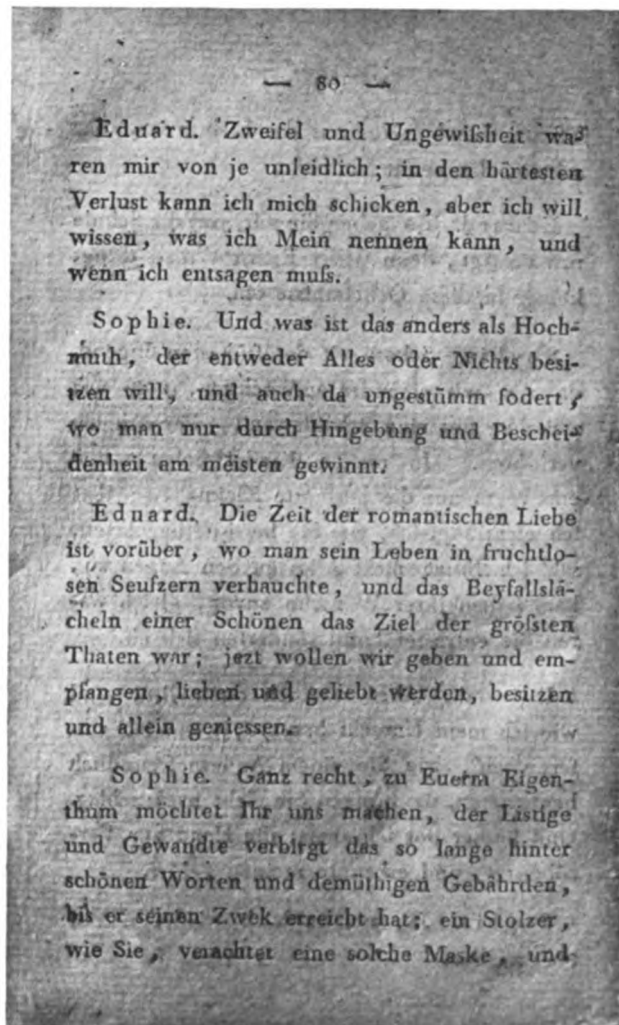 — 80 —
Eduard. Zweifel und Ungewiſsheit wa-
ren mir von je unleidlich; in den härtesten
Verlust kann ich mich schicken, aber ich will
wissen, was ich Mein nennen kann, und
wenn ich entsagen muſs.
Sophie. Und was ist das anders als Hoch-
muth, der entweder Alles oder Nichts besi-
tzen will, und auch da ungestümm fodert,
wo man nur durch Hingebung und Beschei-
denheit am meisten gewinnt.
Eduard. Die Zeit der romantischen Liebe
ist vorüber, wo man sein Leben in fruchtlo-
sen Seufzern verhauchte, und das Beyfallslä-
cheln einer Schönen das Ziel der gröſsten
Thaten war; jezt wollen wir geben und em-
pfangen, lieben und geliebt werden, besitzen
und allein geniessen.
Sophie. Ganz recht, zu Euerm Eigen-
thum möchtet Ihr uns machen, der Listige
und Gewandte verbirgt das so lange hinter
schönen Worten und demüthigen Gebährden,
bis er seinen Zwek erreicht hat; ein Stolzer,
wie Sie, verachtet eine solche Maske, und